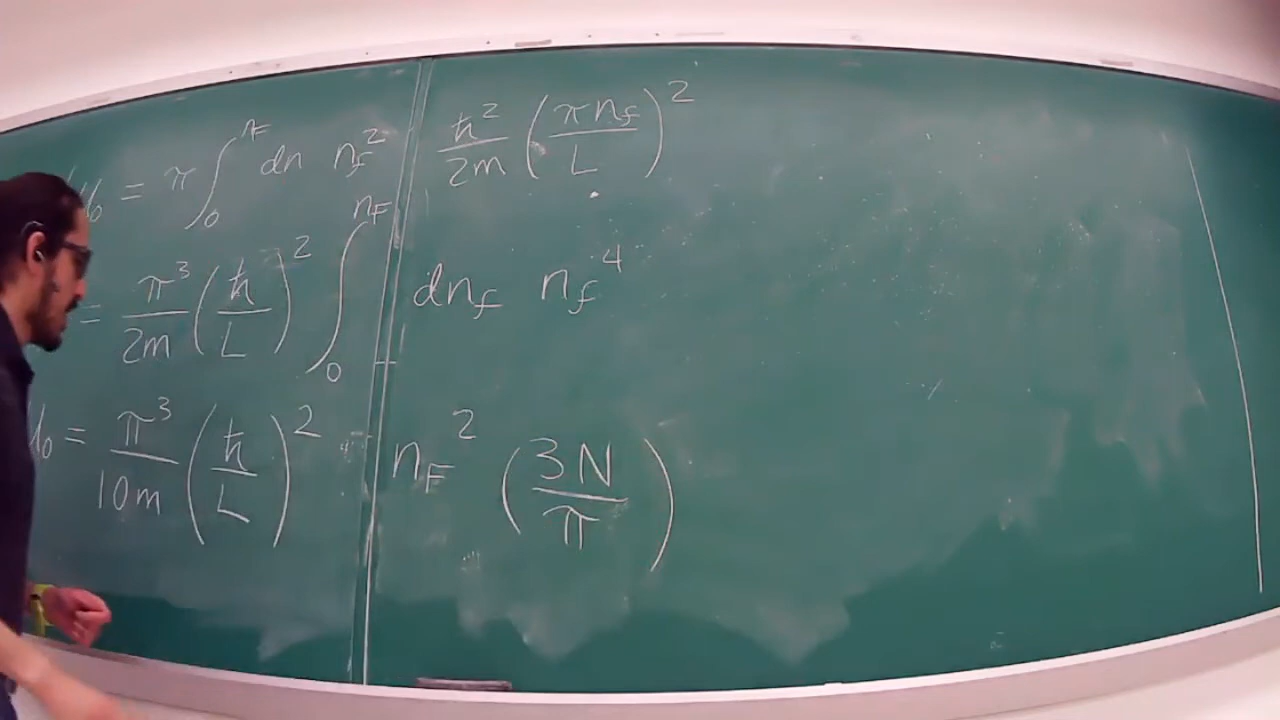 U₀ = π ∫₀^{n_F} dn n_f² ħ²/2m (π n_f/L)²
= π³/2m (ħ/L)² ∫₀^{n_F} dn_f n_f⁴
U₀ = π³/10m (ħ/L)² n_F² (3N/π)